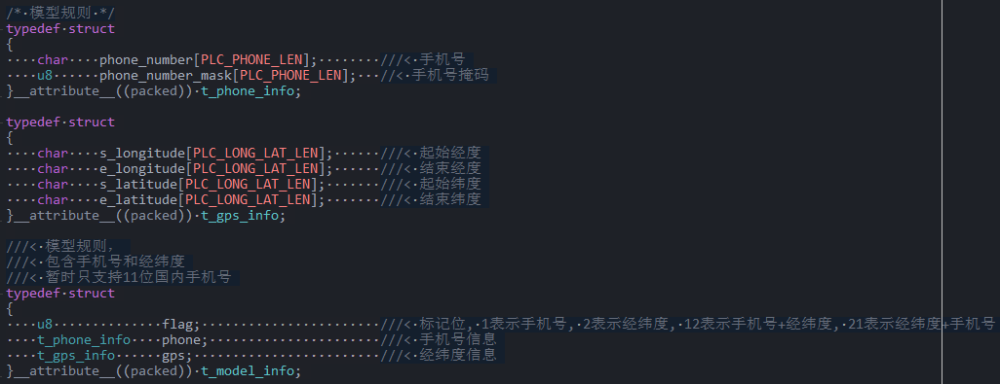 /* 模型规则 */
typedef struct
{
    char    phone_number[PLC_PHONE_LEN];        ///< 手机号
    u8      phone_number_mask[PLC_PHONE_LEN];   //< 手机号掩码
}__attribute__((packed)) t_phone_info;
typedef struct
{
    char    s_longitude[PLC_LONG_LAT_LEN];      ///< 起始经度
    char    e_longitude[PLC_LONG_LAT_LEN];      ///< 结束经度
    char    s_latitude[PLC_LONG_LAT_LEN];       ///< 起始纬度
    char    e_latitude[PLC_LONG_LAT_LEN];       ///< 结束纬度
}__attribute__((packed)) t_gps_info;
///< 模型规则，
///< 包含手机号和经纬度
///< 暂时只支持11位国内手机号
typedef struct
{
    u8              flag;                       ///< 标记位, 1表示手机号, 2表示经纬度, 12表示手机号+经纬度, 21表示经纬度+手机号
    t_phone_info    phone;                      ///< 手机号信息
    t_gps_info      gps;                        ///< 经纬度信息
}__attribute__((packed)) t_model_info;